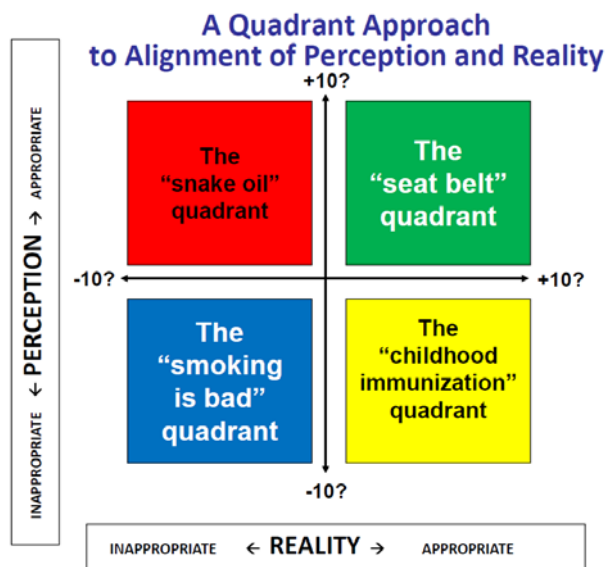 A Quadrant Approach
to Alignment of Perception and Reality
+10?
The
“snake oil”
quadrant
The
“seat belt”
quadrant
-10?
+10?
The
“smoking
is bad”
quadrant
The
“childhood
immunization”
quadrant
-10?
INAPPROPRIATE ← PERCEPTION → APPROPRIATE
INAPPROPRIATE ← REALITY → APPROPRIATE